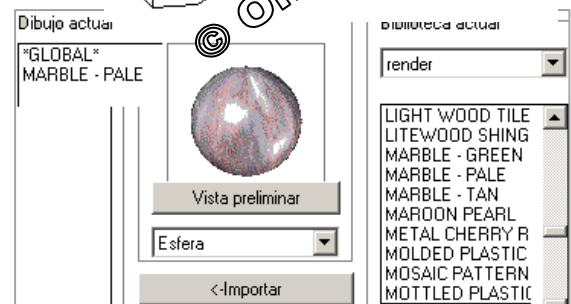 Dibujo actual
*GLOBAL*
MARBLE - PALE
©
Vista preliminar
Esfera
<-Importar
Biblioteca actual
render
LIGHT WOOD TILE
LITEWOOD SHING
MARBLE - GREEN
MARBLE - PALE
MARBLE - TAN
MAROON PEARL
METAL CHERRY R
MOLDED PLASTIC
MOSAIC PATTERN
MOTTLED PLASTIC